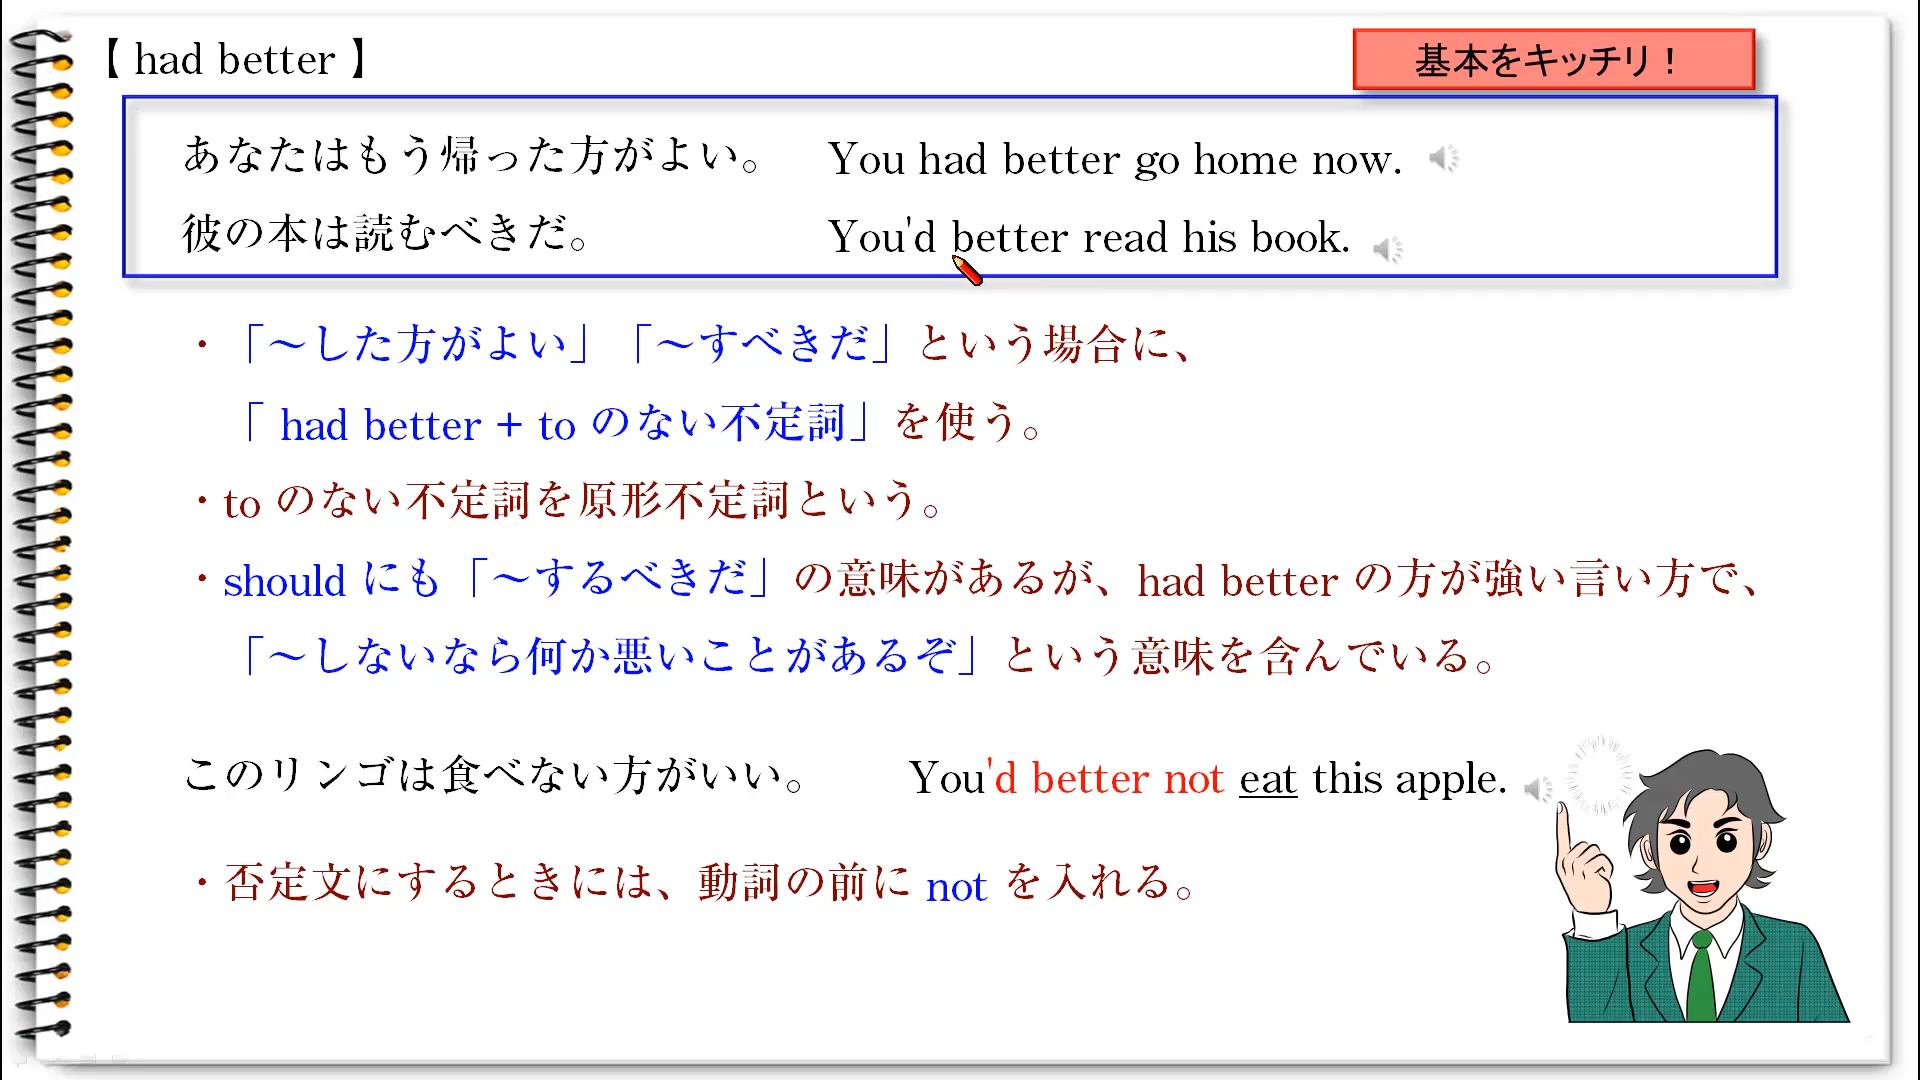 【 had better 】
基本をキッチリ！
あなたはもう帰った方がよい。 You had better go home now.
彼の本は読むべきだ。 You'd better read his book.
・「～した方がよい」「～すべきだ」という場合に、
「 had better + to のない不定詞」を使う。
・to のない不定詞を原形不定詞という。
・should にも「～するべきだ」の意味があるが、had better の方が強い言い方で、
「～しないなら何か悪いことがあるぞ」という意味を含んでいる。
このリンゴは食べない方がいい。 You'd better not eat this apple.
・否定文にするときには、動詞の前に not を入れる。